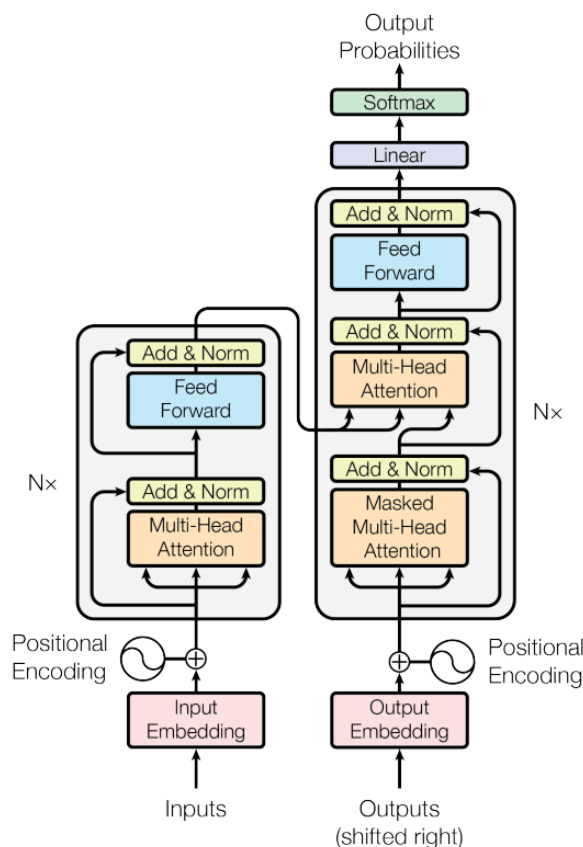 Output
Probabilities
Softmax
Linear
Add & Norm
Feed
Forward
Add & Norm
Multi-Head
Attention
Add & Norm
Masked
Multi-Head
Attention
N×
Add & Norm
Feed
Forward
Add & Norm
Multi-Head
Attention
N×
Positional
Encoding
Positional
Encoding
Input
Embedding
Output
Embedding
Inputs
Outputs
(shifted right)